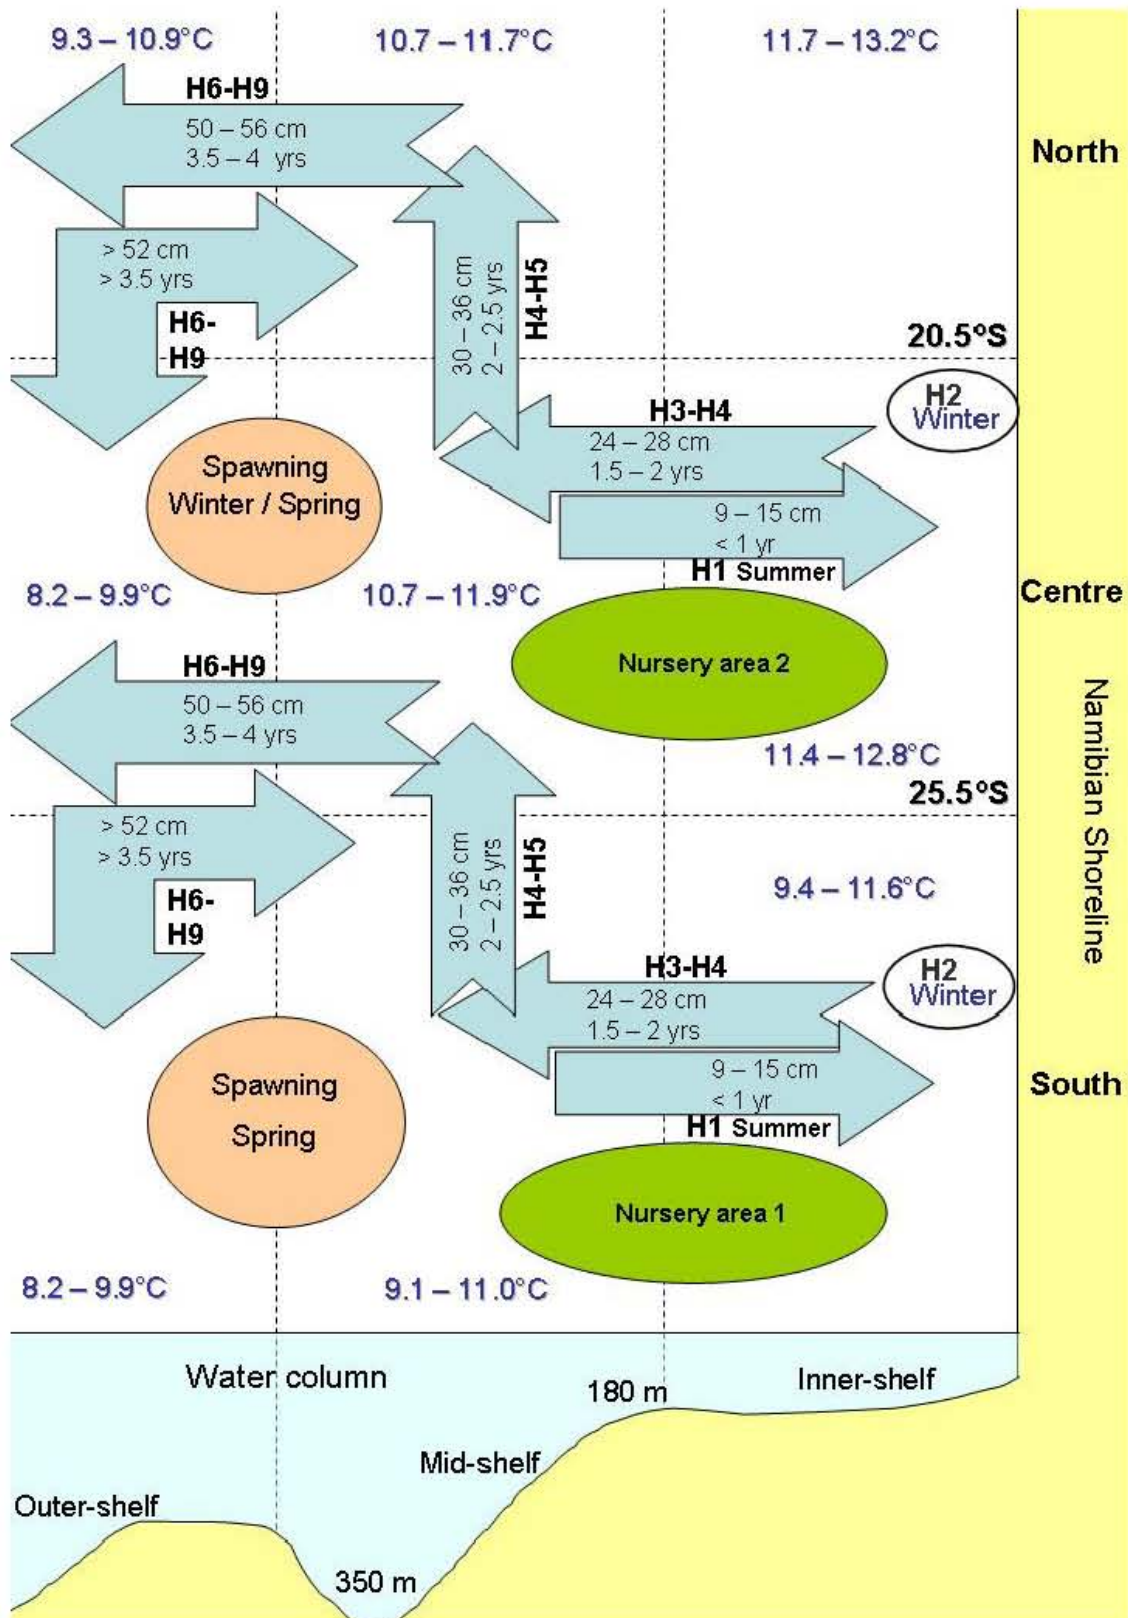 9.3 – 10.9°C
10.7 – 11.7°C
11.7 – 13.2°C
H6-H9
50 – 56 cm
3.5 – 4 yrs
North
> 52 cm
> 3.5 yrs
H6-
H9
30 – 36 cm
2 – 2.5 yrs
H4-H5
20.5°S
H2
Winter
H3-H4
24 – 28 cm
1.5 – 2 yrs
Spawning
Winter / Spring
9 – 15 cm
< 1 yr
H1 Summer
8.2 – 9.9°C
10.7 – 11.9°C
Centre
H6-H9
50 – 56 cm
3.5 – 4 yrs
Nursery area 2
11.4 – 12.8°C
Namibian Shoreline
25.5°S
> 52 cm
> 3.5 yrs
H6-
H9
30 – 36 cm
2 – 2.5 yrs
H4-H5
9.4 – 11.6°C
H2
Winter
H3-H4
24 – 28 cm
1.5 – 2 yrs
9 – 15 cm
< 1 yr
H1 Summer
South
Spawning
Spring
Nursery area 1
8.2 – 9.9°C
9.1 – 11.0°C
Water column
180 m
Inner-shelf
Mid-shelf
Outer-shelf
350 m